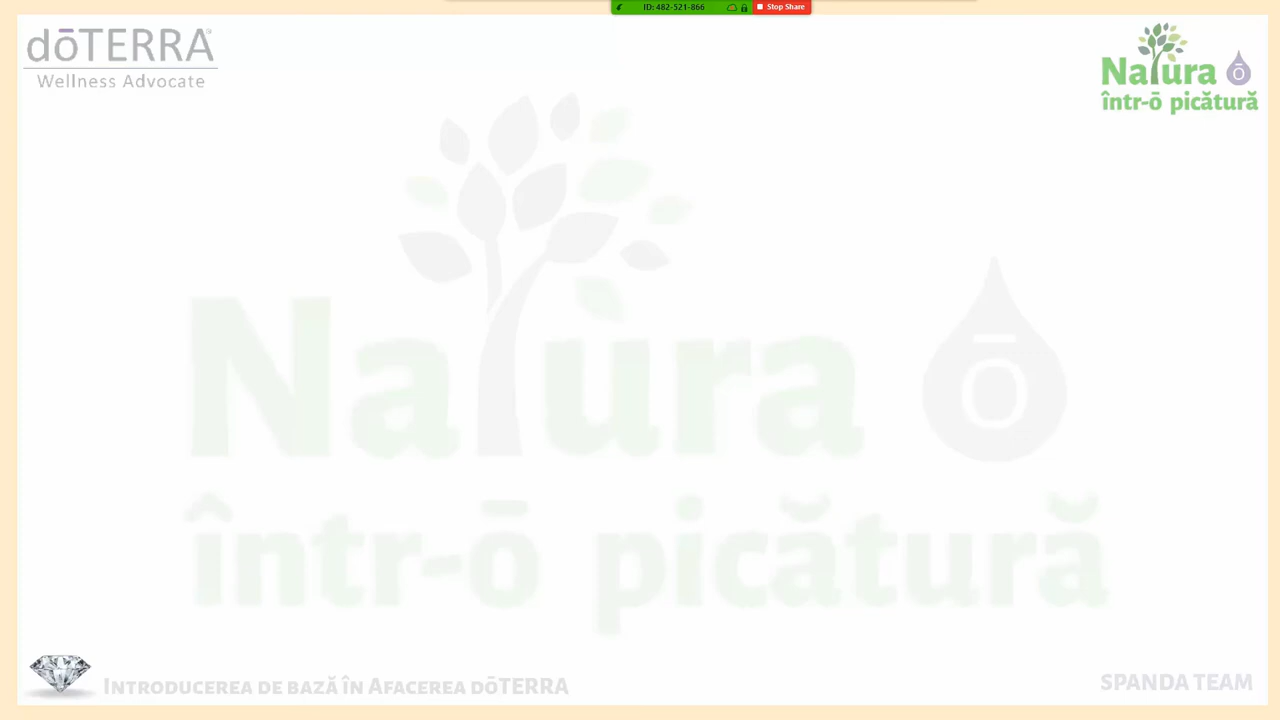 ID: 482-521-866 Stop Share
dōTERRA
Wellness Advocate
Natura ō
într-ō picătură
Natura ō
într-ō picătură
Introducerea de bază în Afacerea dōTERRA
SPANDA TEAM